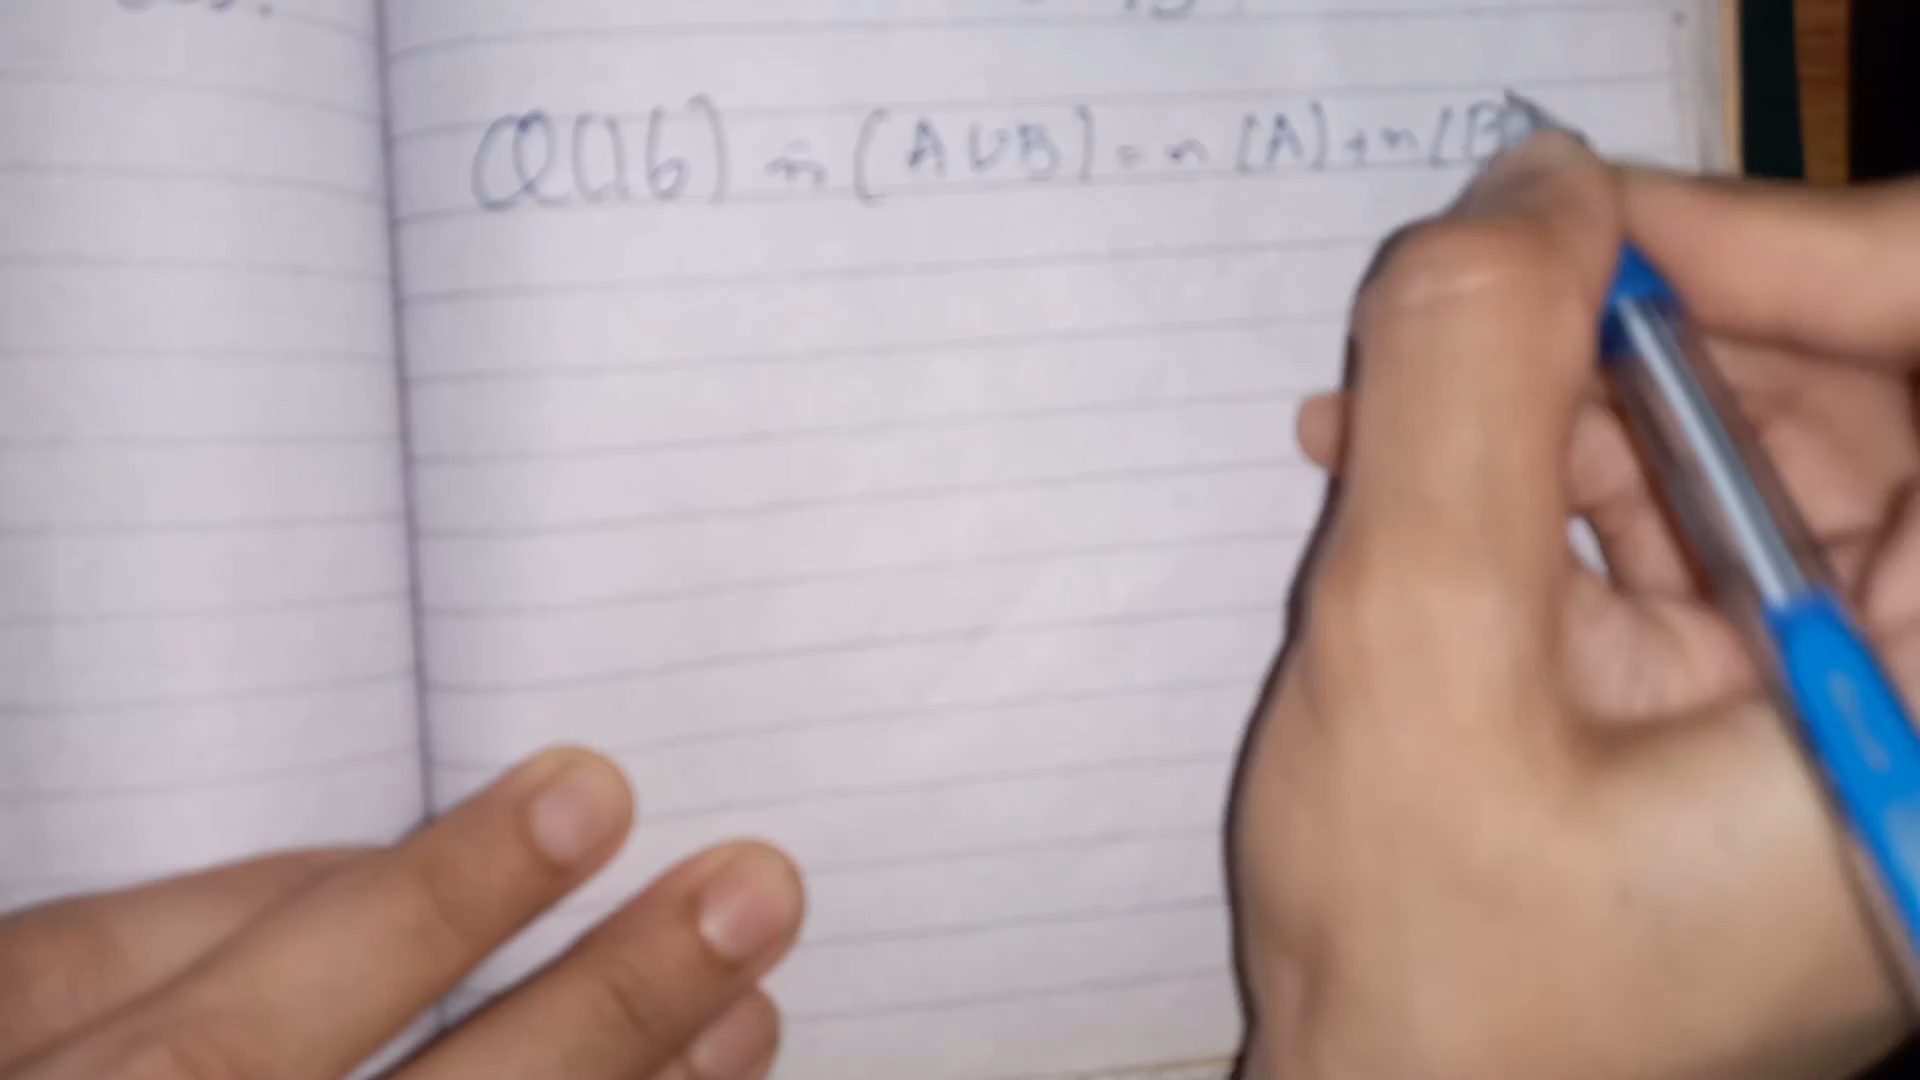 Q(16) n (A∪B) = n [A] + n [B]